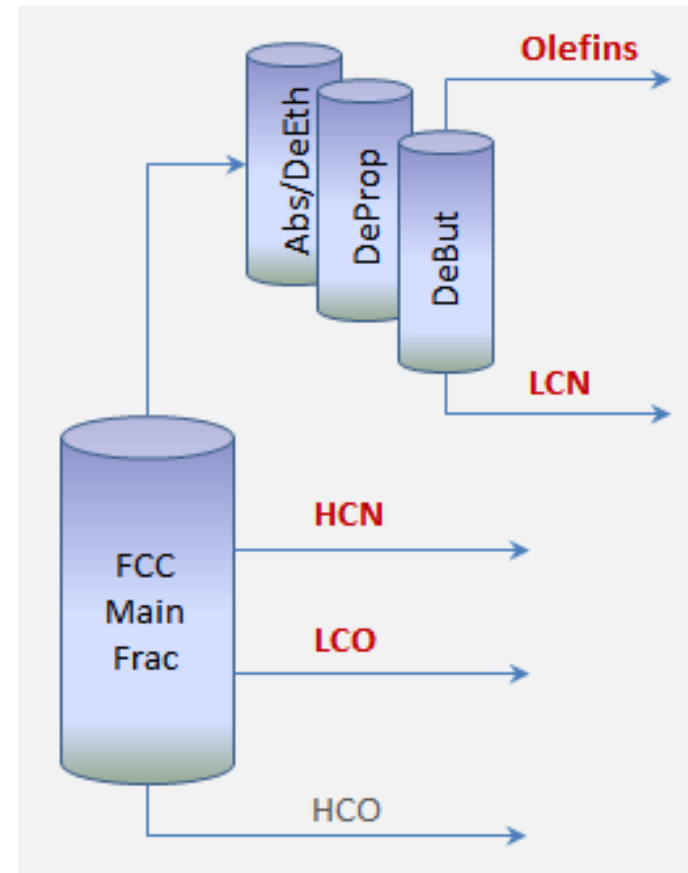 Olefins
Abs/DeEth
DeProp
DeBut
LCN
HCN
FCC
Main
Frac
LCO
HCO